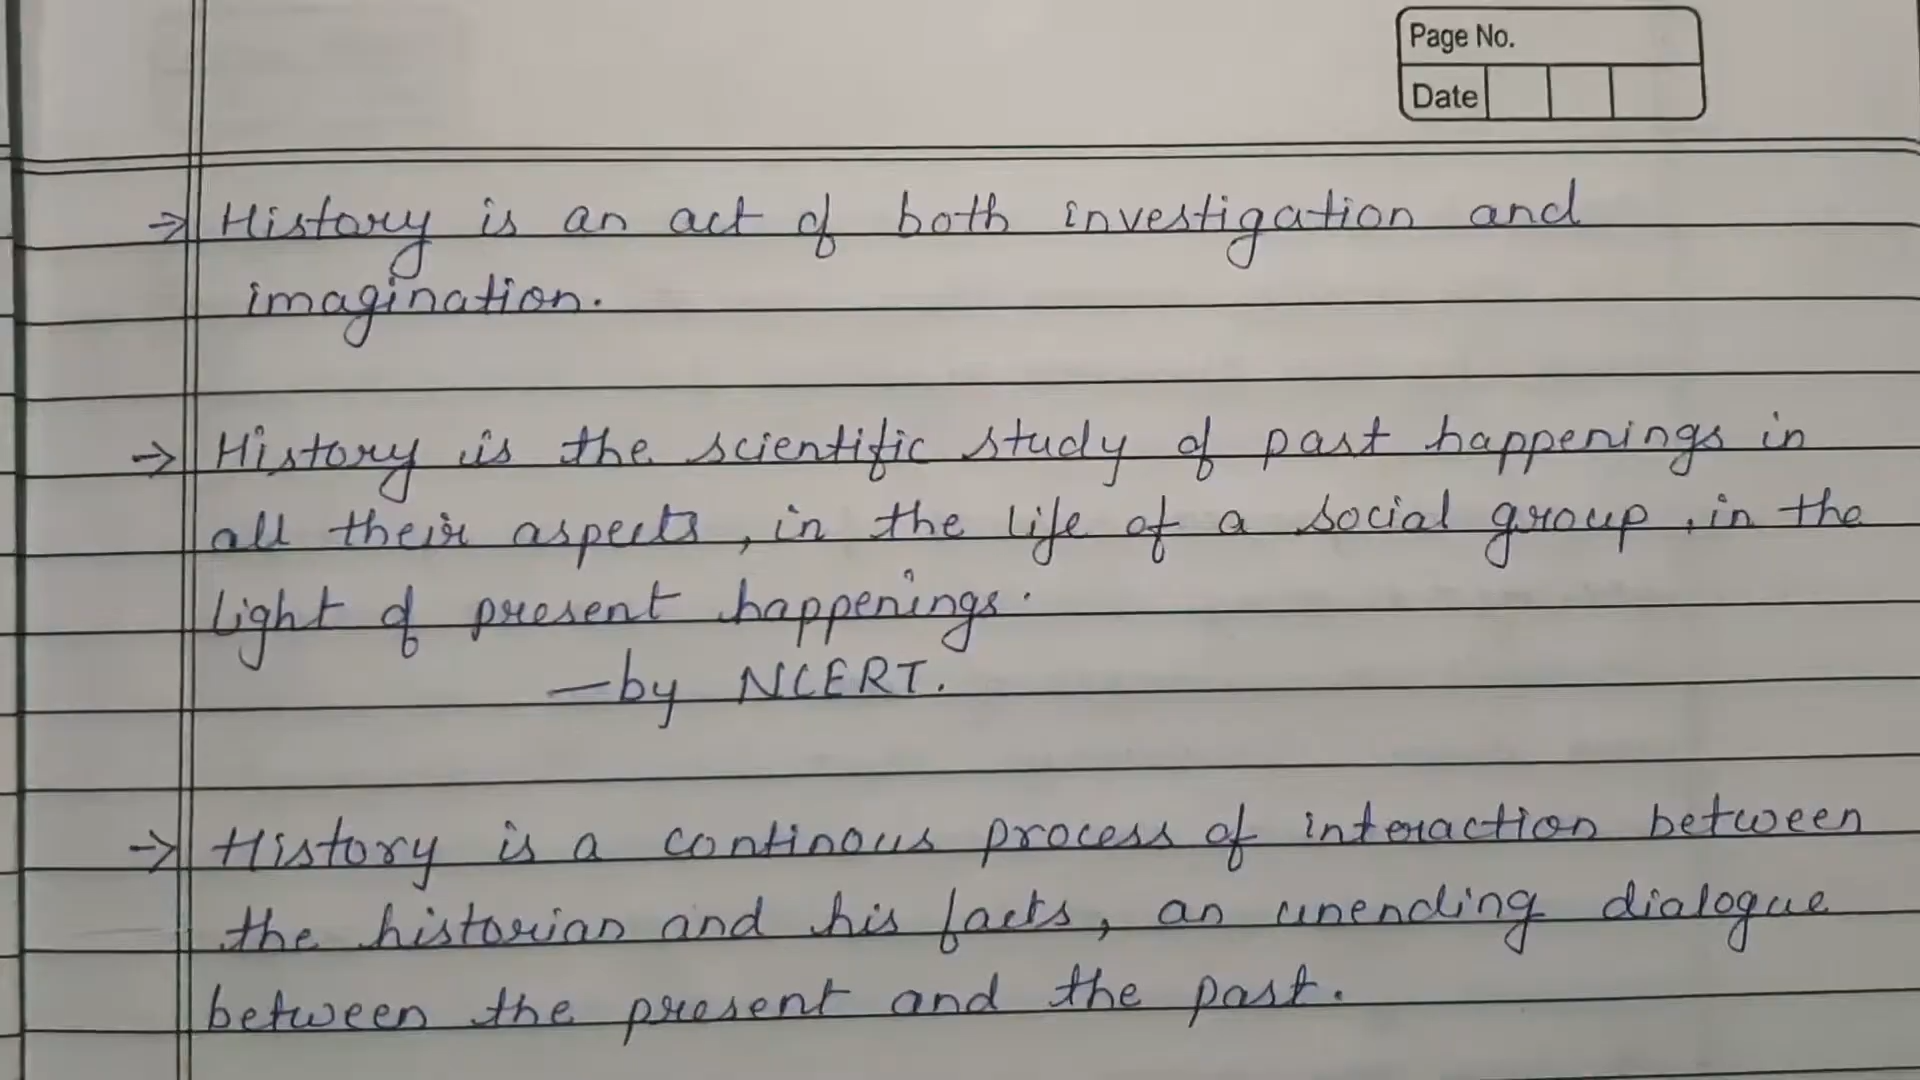 Page No.
Date
→ History is an act of both investigation and
imagination.
→ History is the scientific study of past happenings in
all their aspects, in the life of a social group, in the
light of present happenings.
—by NCERT.
→ History is a continous process of interaction between
the historian and his facts, an unending dialogue
between the present and the past.